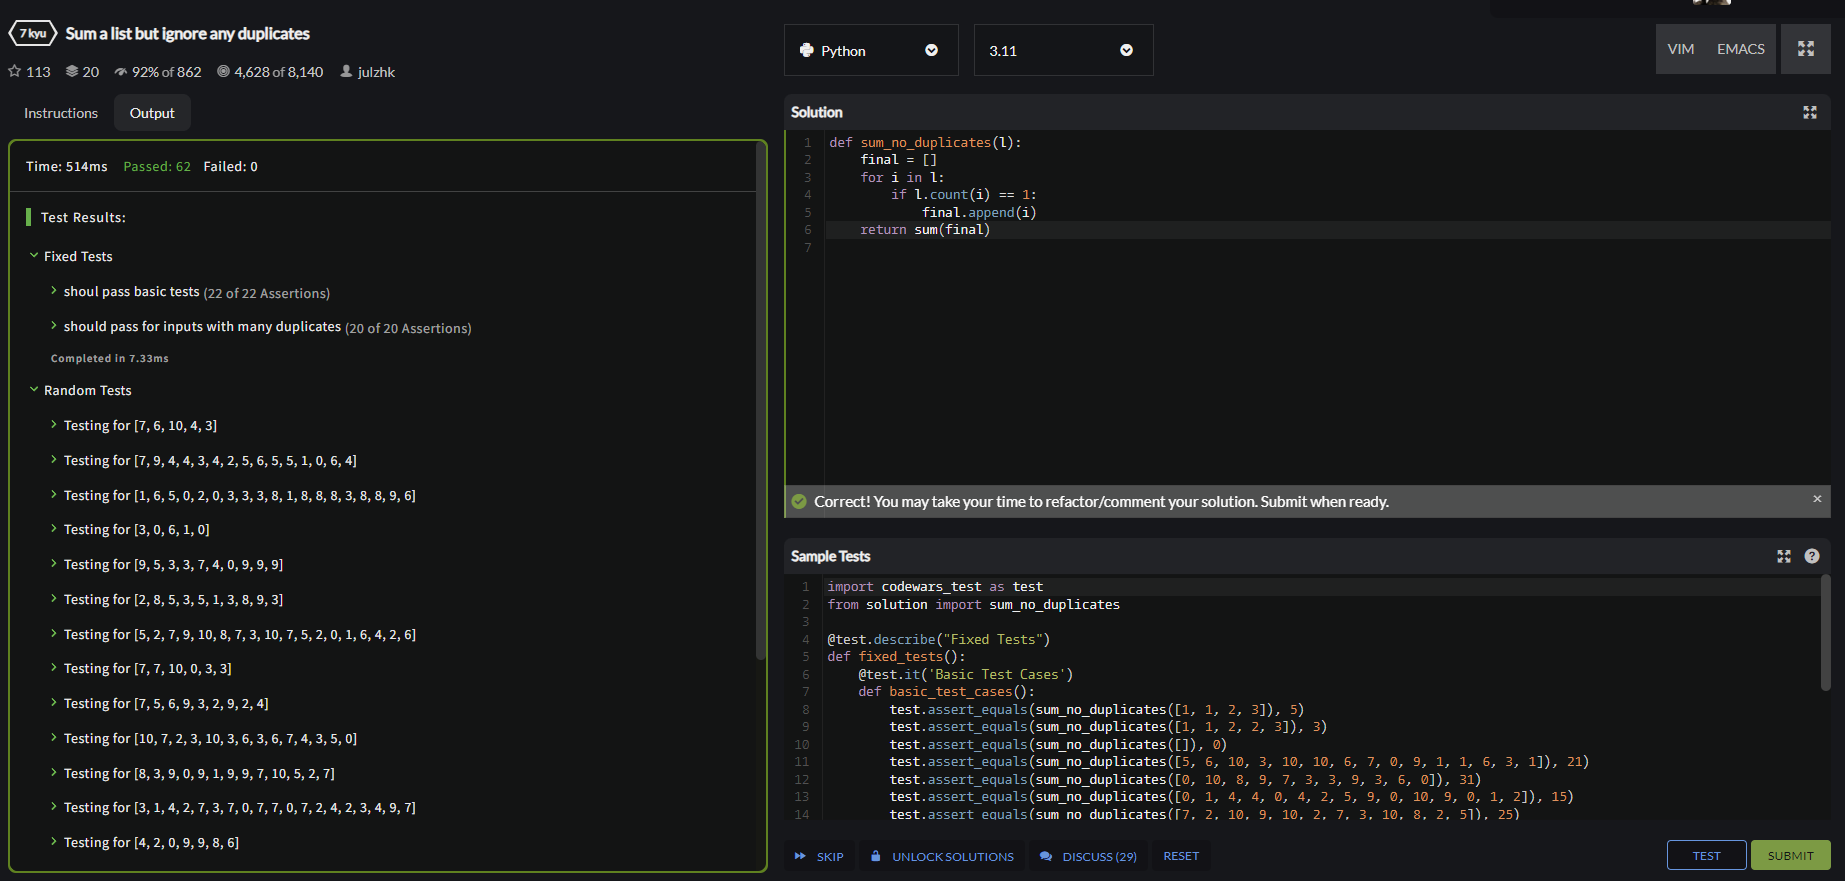 7 kyu Sum a list but ignore any duplicates
113 20 92% of 862 4,628 of 8,140 julzhk
Instructions Output
Time: 514ms Passed: 62 Failed: 0
Test Results:
Fixed Tests
shoul pass basic tests (22 of 22 Assertions)
should pass for inputs with many duplicates (20 of 20 Assertions)
Completed in 7.33ms
Random Tests
Testing for [7, 6, 10, 4, 3]
Testing for [7, 9, 4, 4, 3, 4, 2, 5, 6, 5, 5, 1, 0, 6, 4]
Testing for [1, 6, 5, 0, 2, 0, 3, 3, 3, 8, 1, 8, 8, 8, 3, 8, 8, 9, 6]
Testing for [3, 0, 6, 1, 0]
Testing for [9, 5, 3, 3, 7, 4, 0, 9, 9, 9]
Testing for [2, 8, 5, 3, 5, 1, 3, 8, 9, 3]
Testing for [5, 2, 7, 9, 10, 8, 7, 3, 10, 7, 5, 2, 0, 1, 6, 4, 2, 6]
Testing for [7, 7, 10, 0, 3, 3]
Testing for [7, 5, 6, 9, 3, 2, 9, 2, 4]
Testing for [10, 7, 2, 3, 10, 3, 6, 3, 6, 7, 4, 3, 5, 0]
Testing for [8, 3, 9, 0, 9, 1, 9, 9, 7, 10, 5, 2, 7]
Testing for [3, 1, 4, 2, 7, 3, 7, 0, 7, 7, 0, 7, 2, 4, 2, 3, 4, 9, 7]
Testing for [4, 2, 0, 9, 9, 8, 6]
Python 3.11 VIM EMACS
Solution
1 def sum_no_duplicates(l):
2     final = []
3     for i in l:
4         if l.count(i) == 1:
5             final.append(i)
6     return sum(final)
7
Correct! You may take your time to refactor/comment your solution. Submit when ready. ×
Sample Tests ?
1 import codewars_test as test
2 from solution import sum_no_duplicates
3
4 @test.describe("Fixed Tests")
5 def fixed_tests():
6     @test.it('Basic Test Cases')
7     def basic_test_cases():
8         test.assert_equals(sum_no_duplicates([1, 1, 2, 3]), 5)
9         test.assert_equals(sum_no_duplicates([1, 1, 2, 2, 3]), 3)
10         test.assert_equals(sum_no_duplicates([]), 0)
11         test.assert_equals(sum_no_duplicates([5, 6, 10, 3, 10, 10, 6, 7, 0, 9, 1, 1, 6, 3, 1]), 21)
12         test.assert_equals(sum_no_duplicates([0, 10, 8, 9, 7, 3, 3, 9, 3, 6, 0]), 31)
13         test.assert_equals(sum_no_duplicates([0, 1, 4, 4, 0, 4, 2, 5, 9, 0, 10, 9, 0, 1, 2]), 15)
14         test.assert_equals(sum_no_duplicates([7, 2, 10, 9, 10, 2, 7, 3, 10, 8, 2, 5]), 25)
SKIP UNLOCK SOLUTIONS DISCUSS (29) RESET TEST SUBMIT